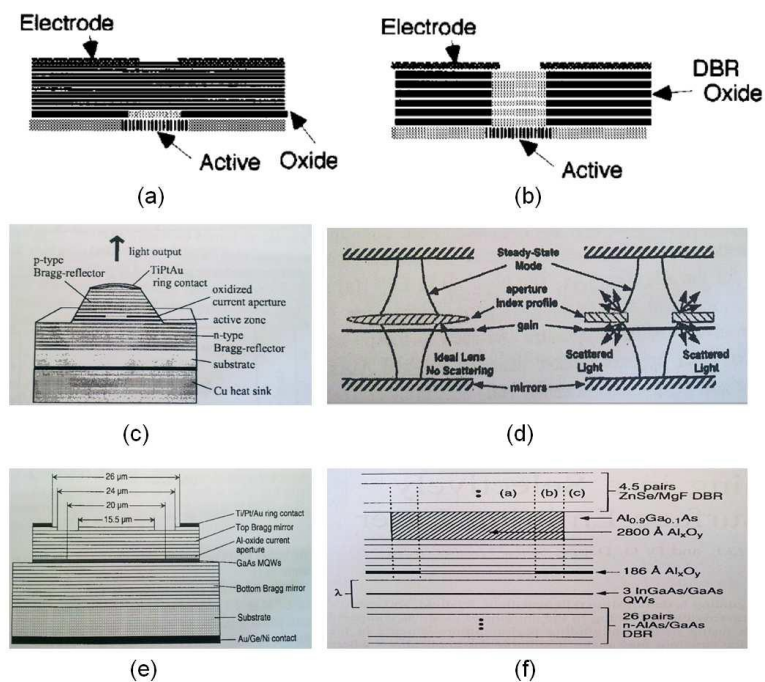 Electrode
Active
Oxide
(a)
Electrode
DBR
Oxide
Active
(b)
light output
p-type
Bragg-reflector
TiPtAu
ring contact
oxidized
current aperture
active zone
n-type
Bragg-reflector
substrate
Cu heat sink
(c)
Steady-State
Mode
aperture
Index profile
gain
Ideal Lens
No Scattering
Scattered
Light
Scattered
Light
mirrors
(d)
26 µm
24 µm
20 µm
15.5 µm
Ti/Pt/Au ring contact
Top Bragg mirror
Al-oxide current
aperture
GaAs MQWs
Bottom Bragg mirror
Substrate
Au/Ge/Ni contact
(e)
(a)
(b)
(c)
4.5 pairs
ZnSe/MgF DBR
Al0.9Ga0.1As
2800 Å AlxOy
186 Å AlxOy
λ
3 InGaAs/GaAs
QWs
26 pairs
n-AlAs/GaAs
DBR
(f)